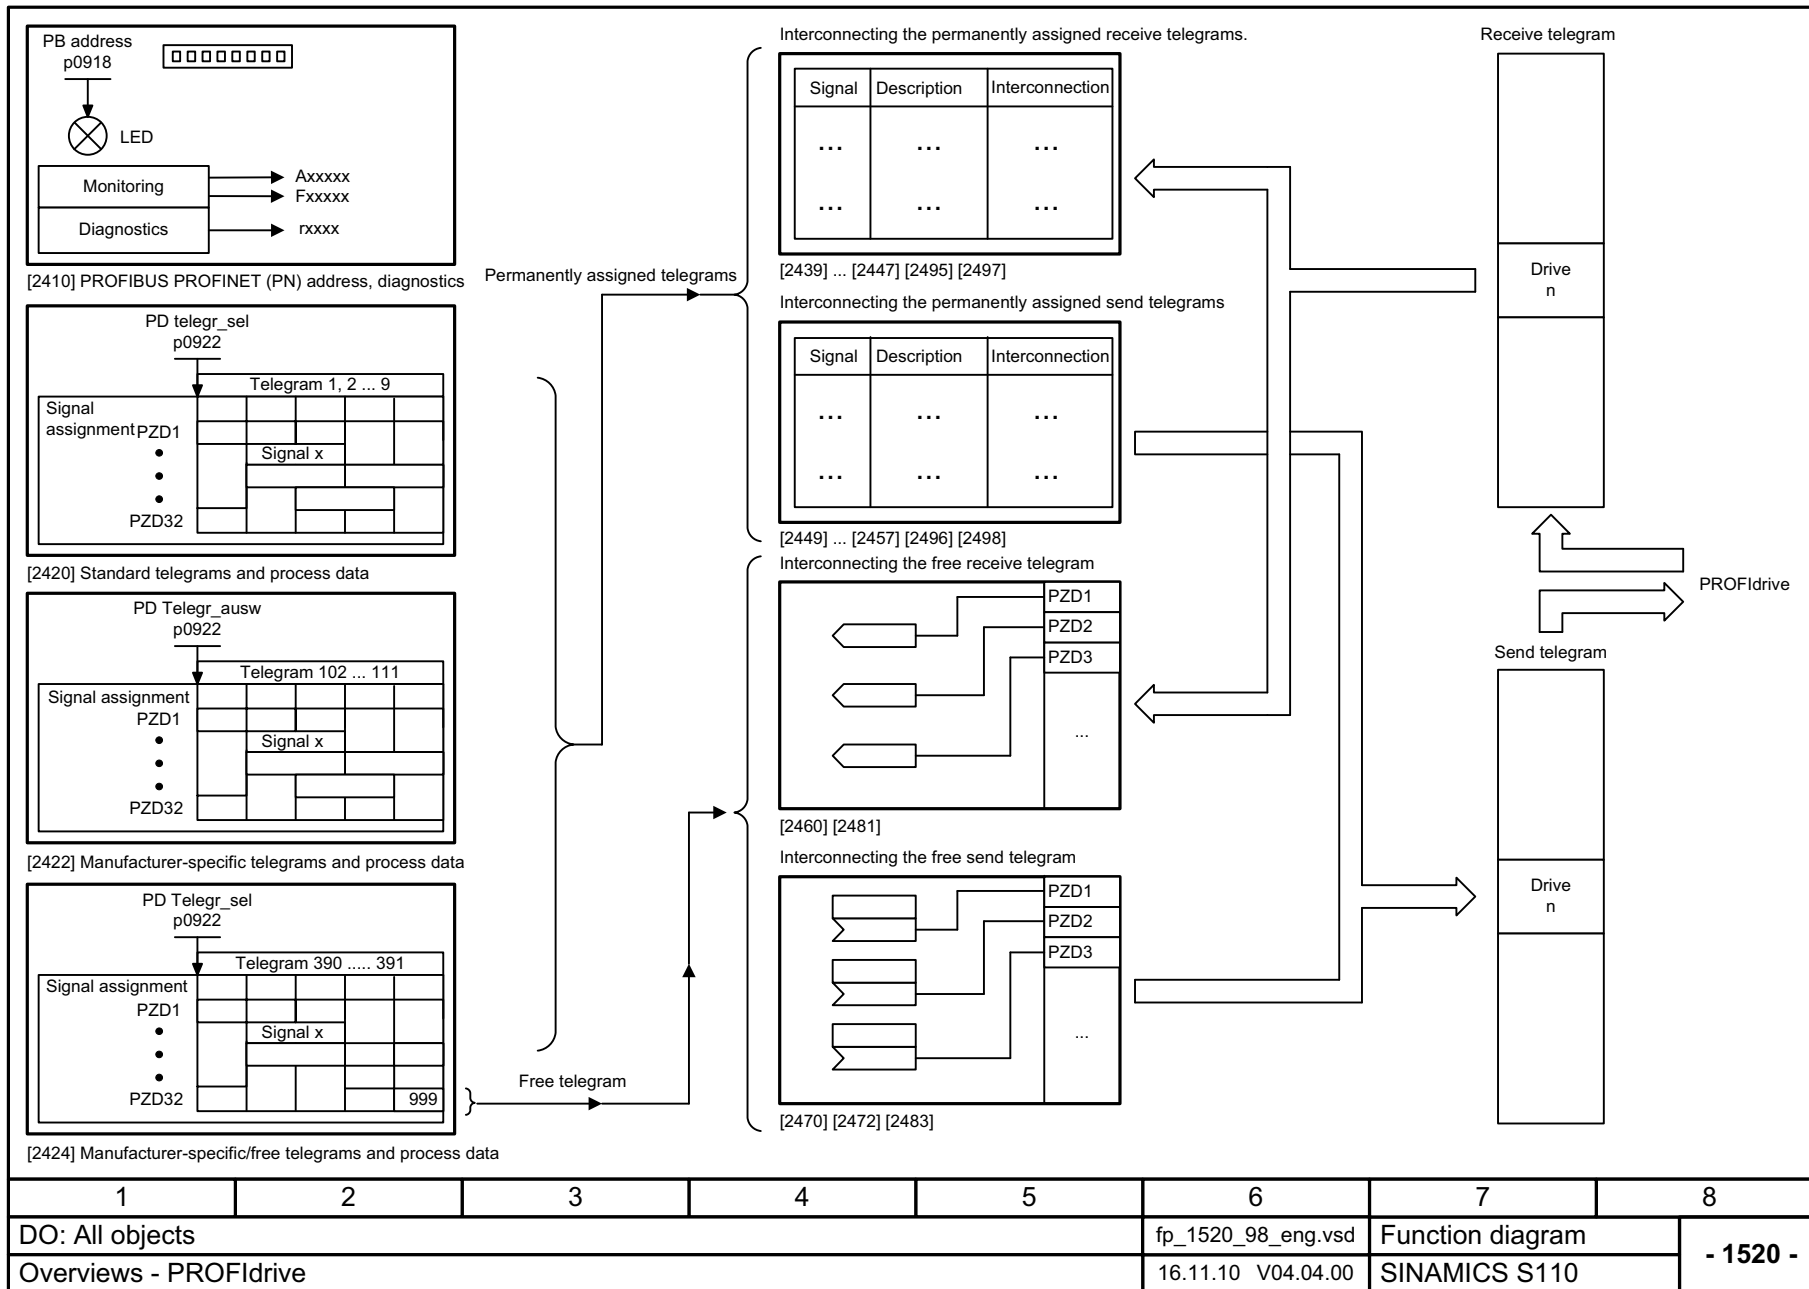 PB address
p0918
LED
Monitoring
Axxxxx
Fxxxxx
Diagnostics
rxxxx
[2410] PROFIBUS PROFINET (PN) address, diagnostics
PD telegr_sel
p0922
Telegram 1, 2 ... 9
Signal
assignment
PZD1
Signal x
PZD32
[2420] Standard telegrams and process data
PD Telegr_ausw
p0922
Telegram 102 ... 111
Signal assignment
PZD1
Signal x
PZD32
[2422] Manufacturer-specific telegrams and process data
PD Telegr_sel
p0922
Telegram 390 ..... 391
Signal assignment
PZD1
Signal x
PZD32
999
[2424] Manufacturer-specific/free telegrams and process data
Permanently assigned telegrams
Free telegram
Interconnecting the permanently assigned receive telegrams.
Signal Description Interconnection
... ... ...
... ... ...
[2439] ... [2447] [2495] [2497]
Interconnecting the permanently assigned send telegrams
Signal Description Interconnection
... ... ...
... ... ...
[2449] ... [2457] [2496] [2498]
Interconnecting the free receive telegram
PZD1
PZD2
PZD3
...
[2460] [2481]
Interconnecting the free send telegram
PZD1
PZD2
PZD3
...
[2470] [2472] [2483]
Receive telegram
Drive
n
PROFIdrive
Send telegram
Drive
n
1 2 3 4 5 6 7 8
DO: All objects
fp_1520_98_eng.vsd
Function diagram
- 1520 -
Overviews - PROFIdrive
16.11.10 V04.04.00
SINAMICS S110